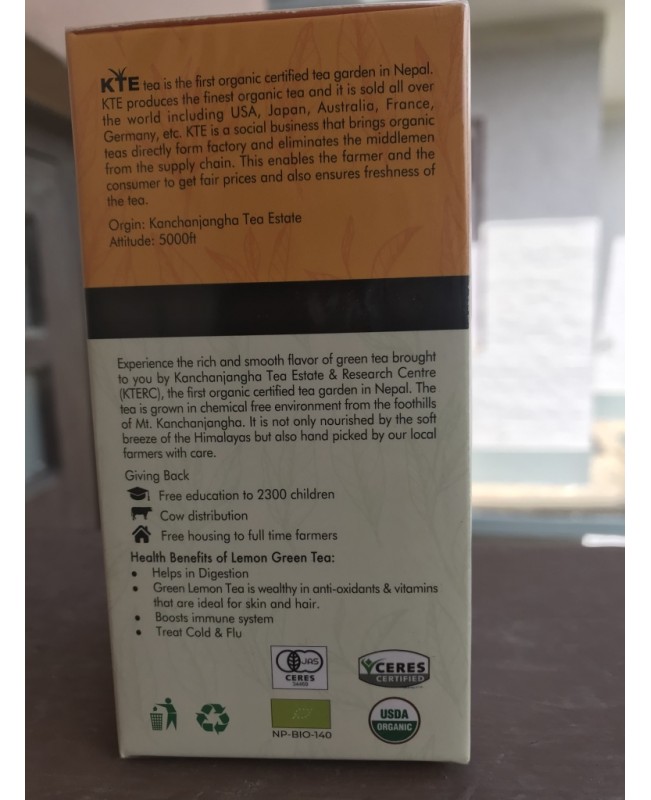 KTE tea is the first organic certified tea garden in Nepal.
KTE produces the finest organic tea and it is sold all over
the world including USA, Japan, Australia, France,
Germany, etc. KTE is a social business that brings organic
teas directly form factory and eliminates the middlemen
from the supply chain. This enables the farmer and the
consumer to get fair prices and also ensures freshness of
the tea.
Orgin: Kanchanjangha Tea Estate
Attitude: 5000ft
Experience the rich and smooth flavor of green tea brought
to you by Kanchanjangha Tea Estate & Research Centre
(KTERC), the first organic certified tea garden in Nepal. The
tea is grown in chemical free environment from the foothills
of Mt. Kanchanjangha. It is not only nourished by the soft
breeze of the Himalayas but also hand picked by our local
farmers with care.
Giving Back
Free education to 2300 children
Cow distribution
Free housing to full time farmers
Health Benefits of Lemon Green Tea:
• Helps in Digestion
• Green Lemon Tea is wealthy in anti-oxidants & vitamins
that are ideal for skin and hair.
• Boosts immune system
• Treat Cold & Flu
JAS
CERES
CERES
CERTIFIED
NP-BIO-140
USDA
ORGANIC